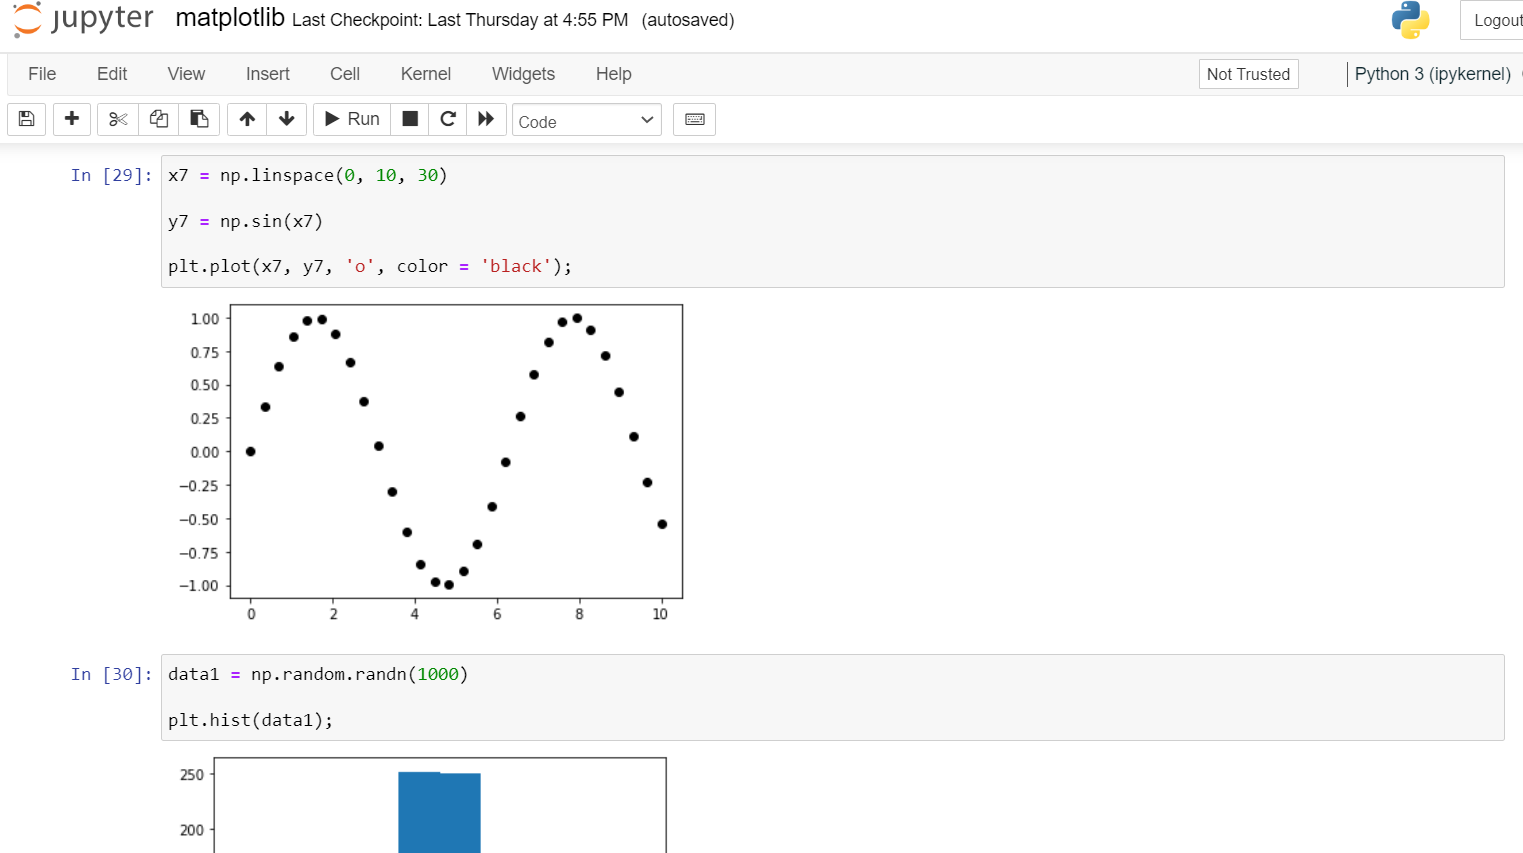 jupyter matplotlib Last Checkpoint: Last Thursday at 4:55 PM (autosaved) Logout
File Edit View Insert Cell Kernel Widgets Help Not Trusted Python 3 (ipykernel)
Run Code
In [29]: x7 = np.linspace(0, 10, 30)
y7 = np.sin(x7)
plt.plot(x7, y7, 'o', color = 'black');
1.00
0.75
0.50
0.25
0.00
−0.25
−0.50
−0.75
−1.00
0 2 4 6 8 10
In [30]: data1 = np.random.randn(1000)
plt.hist(data1);
250
200